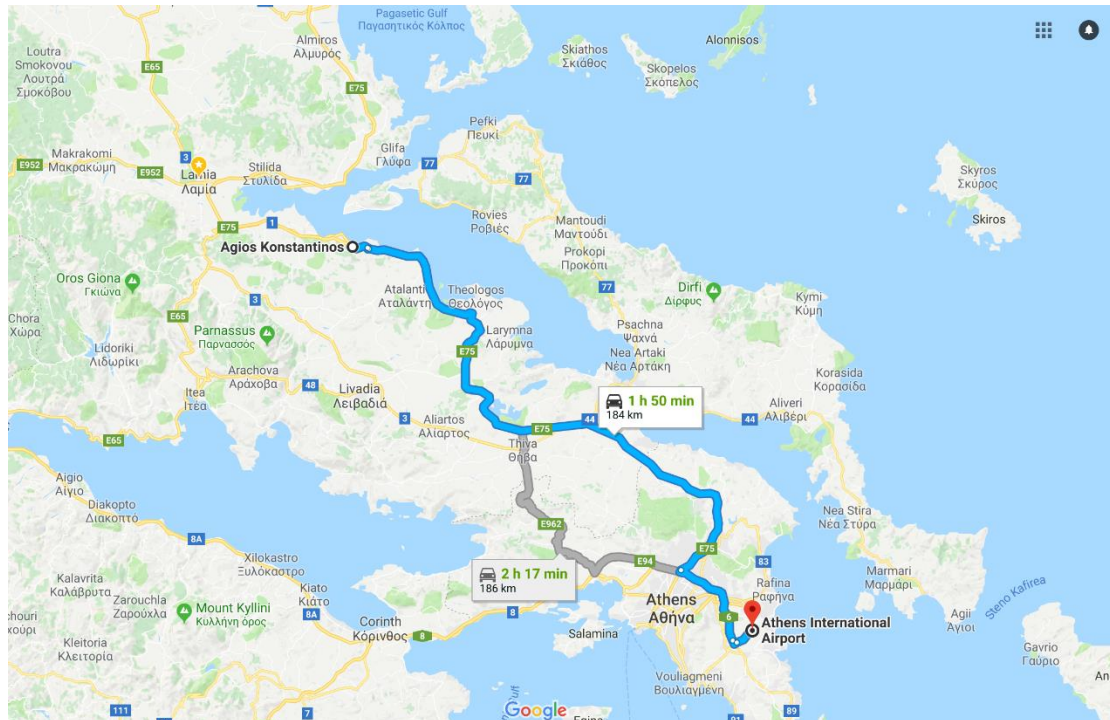 Pagasetic Gulf
Παγασητικός Κόλπος
Loutra
Smokovou
Λουτρά
Σμοκόβου
Almiros
Αλμυρός
Skiathos
Σκιάθος
Alonnisos
Skopelos
Σκόπελος
E65
E75
Pefki
Πευκί
Glifa
Γλύφα
77
Makrakomi
Μακρακώμη
E952
E952
3
Lamia
Λαμία
Stilida
Στυλίδα
77
Skyros
Σκύρος
Skiros
E75
1
Rovies
Ροβιές
Mantoudi
Μαντούδι
Agios Konstantinos
Prokopi
Προκόπι
Oros Giona
Γκιώνα
Atalanti
Αταλάντη
Theologos
Θεολόγος
77
Dirfi
Δίρφυς
Kymi
Κύμη
3
Chora
Χώρα
E65
Parnassus
Παρνασσός
Larymna
Λάρυμνα
Psachna
Ψαχνά
Lidoriki
Λιδωρίκι
E75
Nea Artaki
Νέα Αρτάκη
Arachova
Αράχοβα
Korasida
Κορασίδα
Itea
Ιτέα
48
Livadia
Λειβαδιά
1 h 50 min
184 km
Aliveri
Αλιβέρι
Aliartos
Αλίαρτος
3
44
44
E75
E65
Thiva
Θήβα
Aigio
Αίγιο
Diakopto
Διακοπτό
Nea Stira
Νέα Στύρα
E962
8A
E94
E75
83
Xilokastro
Ξυλόκαστρο
2 h 17 min
186 km
Marmari
Μαρμάρι
Rafina
Ραφήνα
Kalavrita
Καλάβρυτα
Kiato
Κιάτο
Zarouchla
Ζαρούχλα
Mount Kyllini
Κυλλήνη όρος
8A
8
Athens
Αθήνα
6
Steno Kafirea
Agii
Αγιοι
Corinth
Κόρινθος
8
Salamina
Athens International
Airport
Kleitoria
Κλειτορία
Gavrio
Γαύριο
Vouliagmeni
Βουλιαγμένη
An
111
7
Google
91
89